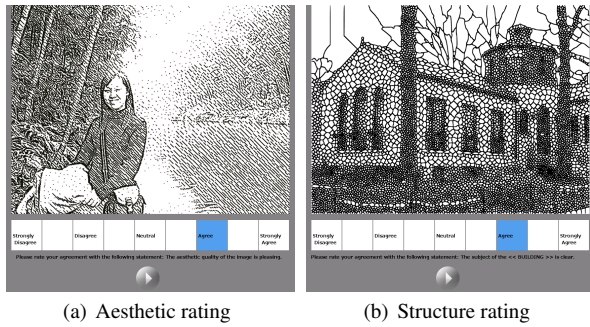 Strongly Disagree Disagree Neutral Agree Strongly Agree
Please rate your agreement with the following statement: The aesthetic quality of the image is pleasing.
(a) Aesthetic rating
Strongly Disagree Disagree Neutral Agree Strongly Agree
Please rate your agreement with the following statement: The subject of the << BUILDING >> is clear.
(b) Structure rating